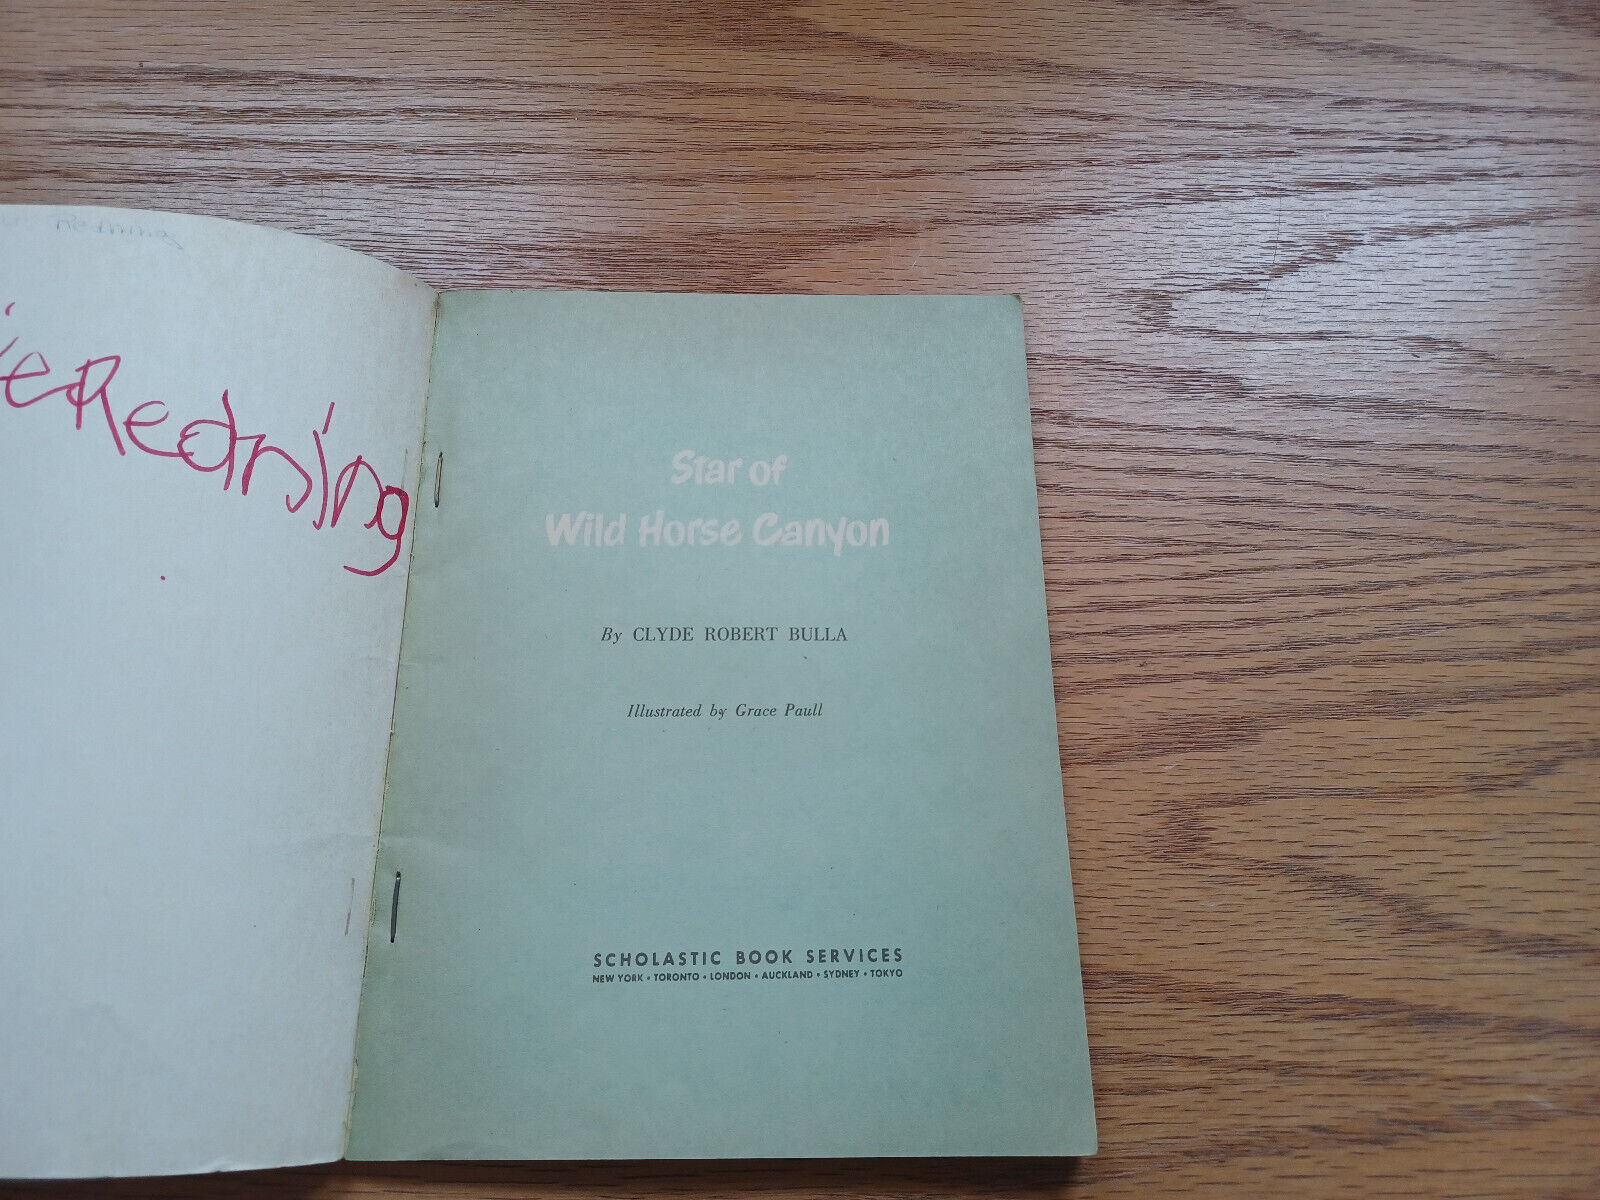 Redning
Star of
Wild Horse Canyon
By CLYDE ROBERT BULLA
Illustrated by Grace Paull
SCHOLASTIC BOOK SERVICES
NEW YORK • TORONTO • LONDON • AUCKLAND • SYDNEY • TOKYO